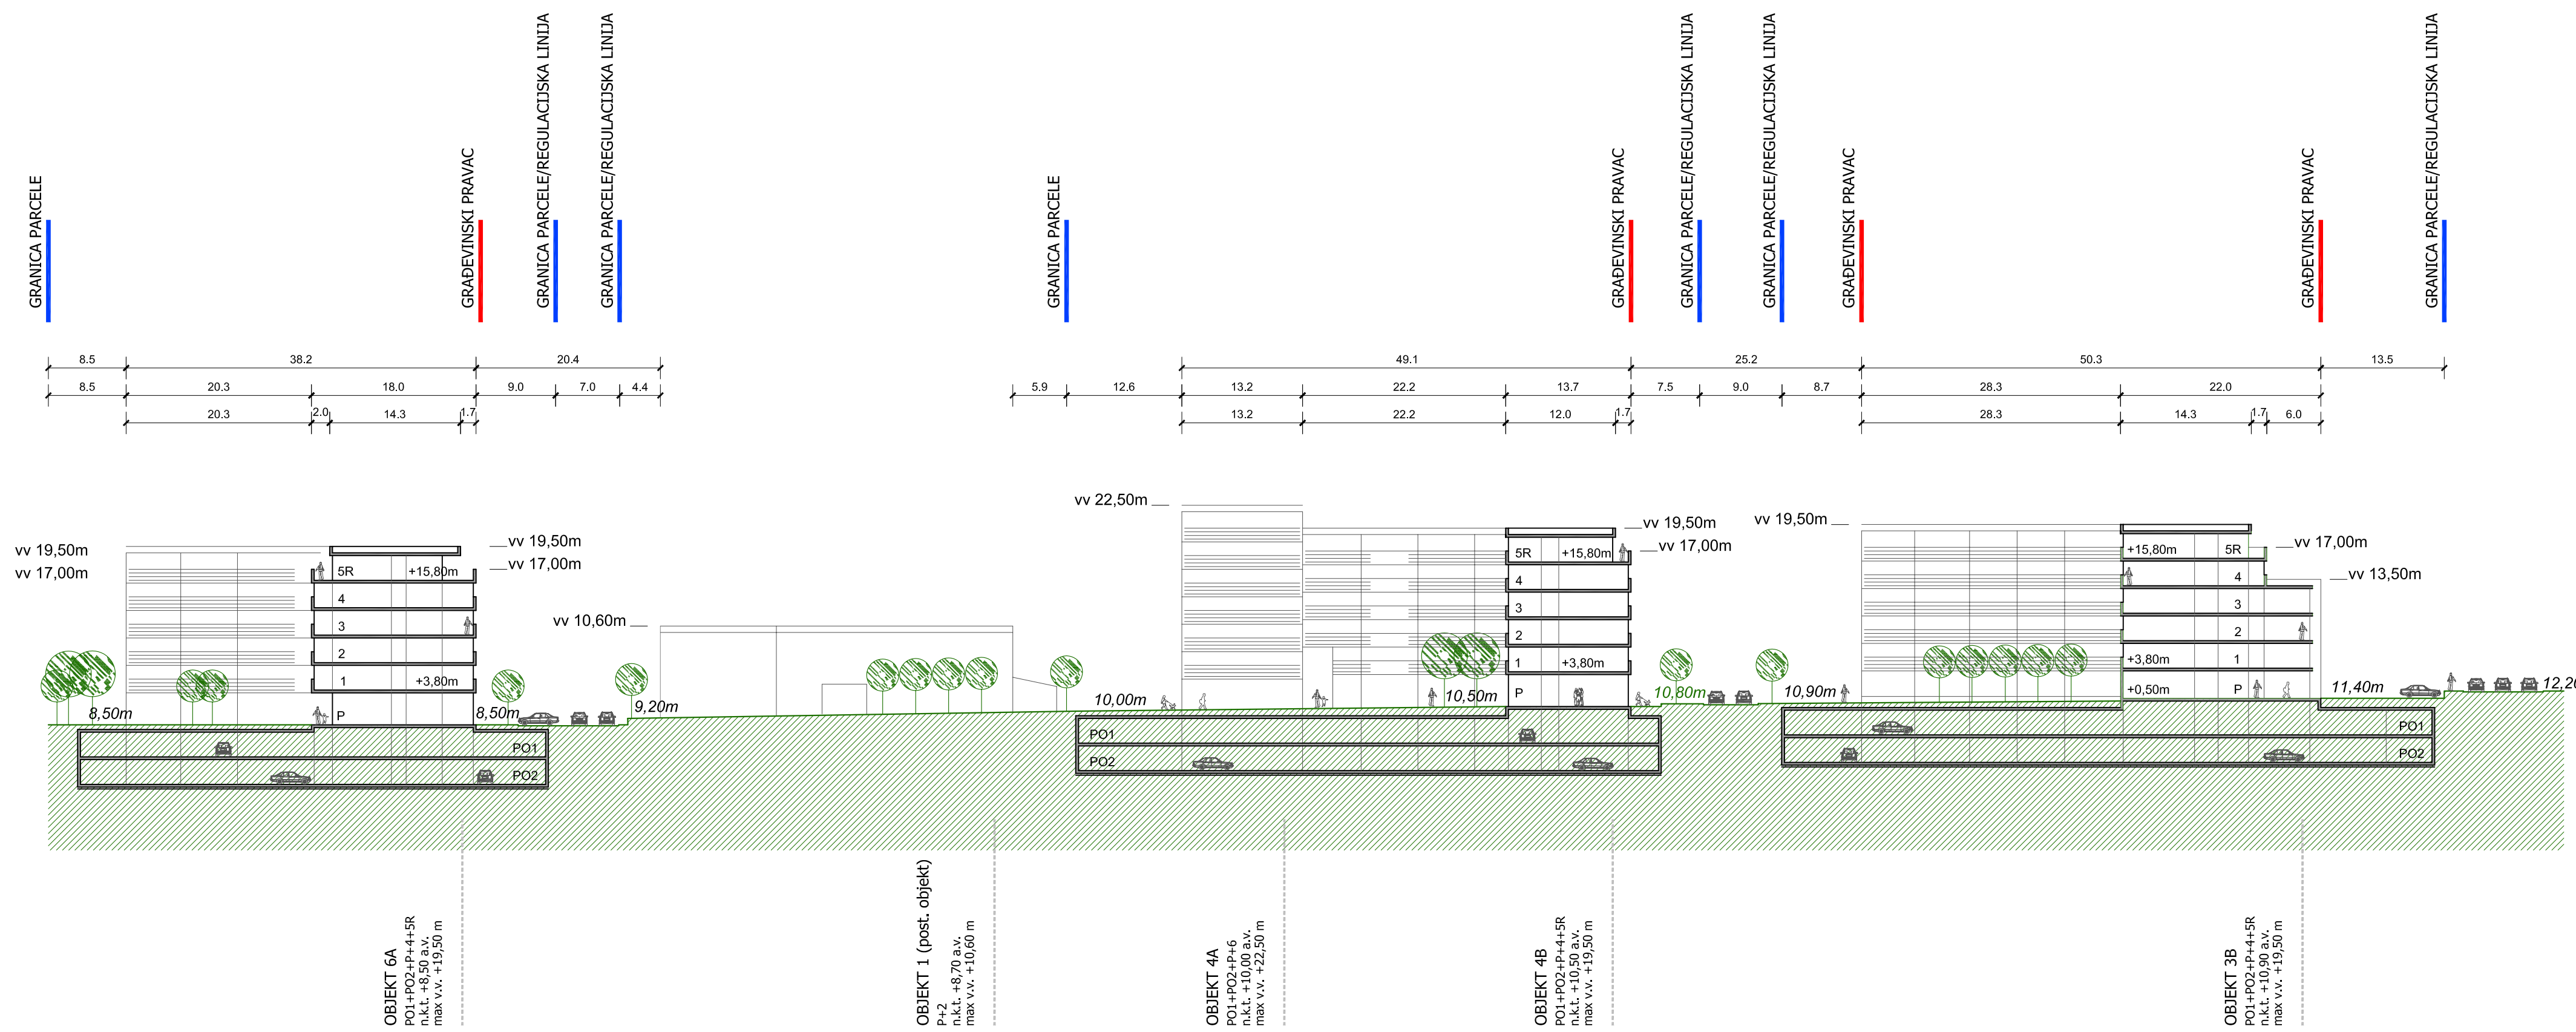 GRANICA PARCELE
GRAĐEVINSKI PRAVAC
GRANICA PARCELE/REGULACIJSKA LINIJA
GRANICA PARCELE/REGULACIJSKA LINIJA
GRANICA PARCELE
GRAĐEVINSKI PRAVAC
GRANICA PARCELE/REGULACIJSKA LINIJA
GRANICA PARCELE/REGULACIJSKA LINIJA
GRAĐEVINSKI PRAVAC
GRAĐEVINSKI PRAVAC
GRANICA PARCELE/REGULACIJSKA LINIJA
8.5 38.2 20.4 49.1 25.2 50.3 13.5
8.5 20.3 18.0 9.0 7.0 4.4 5.9 12.6 13.2 22.2 13.7 7.5 9.0 8.7 28.3 22.0
20.3 2.0 14.3 1.7 13.2 22.2 12.0 1.7 28.3 14.3 1.7 6.0
vv 19,50m
vv 17,00m
vv 19,50m
vv 17,00m
5R +15,80m
4
3
2
1 +3,80m
P
8,50m
8,50m
PO1
PO2
vv 10,60m
9,20m
vv 22,50m
vv 19,50m
vv 17,00m
5R +15,80m
4
3
2
1 +3,80m
P
10,00m
10,50m
PO1
PO2
10,80m
vv 19,50m
vv 17,00m
vv 13,50m
+15,80m 5R
4
3
2
+3,80m 1
+0,50m P
10,90m
11,40m
12,20
PO1
PO2
OBJEKT 6A
PO1+PO2+P+4+5R
n.k.t. +8,50 a.v.
max v.v. +19,50 m
OBJEKT 1 (post. objekt)
P+2
n.k.t. +8,70 a.v.
max v.v. +10,60 m
OBJEKT 4A
PO1+PO2+P+6
n.k.t. +10,00 a.v.
max v.v. +22,50 m
OBJEKT 4B
PO1+PO2+P+4+5R
n.k.t. +10,50 a.v.
max v.v. +19,50 m
OBJEKT 3B
PO1+PO2+P+4+5R
n.k.t. +10,90 a.v.
max v.v. +19,50 m